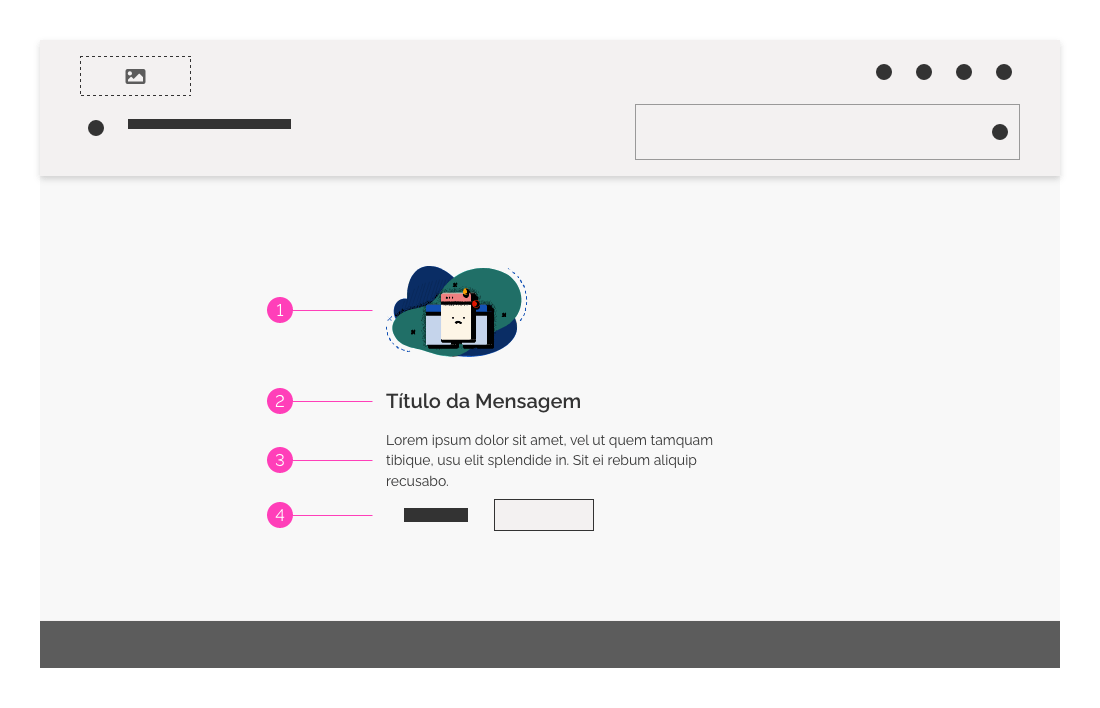 1
2
Título da Mensagem
3
Lorem ipsum dolor sit amet, vel ut quem tamquam
tibique, usu elit splendide in. Sit ei rebum aliquip
recusabo.
4